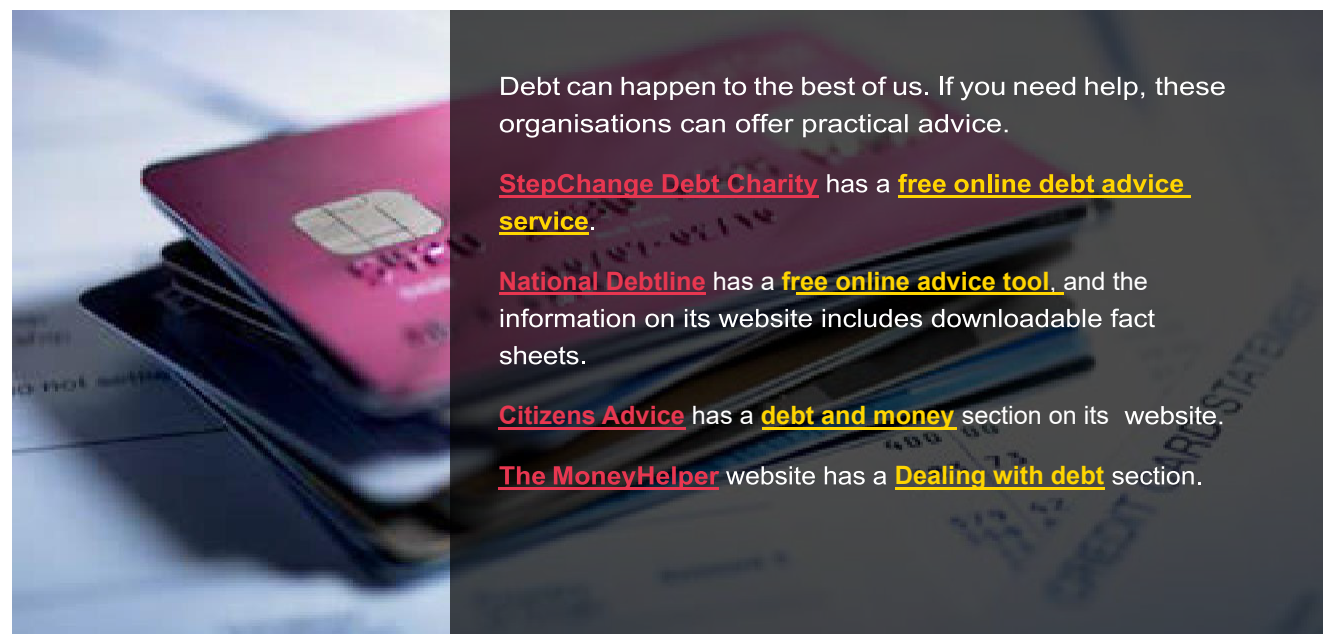 Debt can happen to the best of us. If you need help, these
organisations can offer practical advice.
StepChange Debt Charity has a free online debt advice
service.
National Debtline has a free online advice tool, and the
information on its website includes downloadable fact
sheets.
Citizens Advice has a debt and money section on its website.
The MoneyHelper website has a Dealing with debt section.
CREDIT CARD STATEMENT